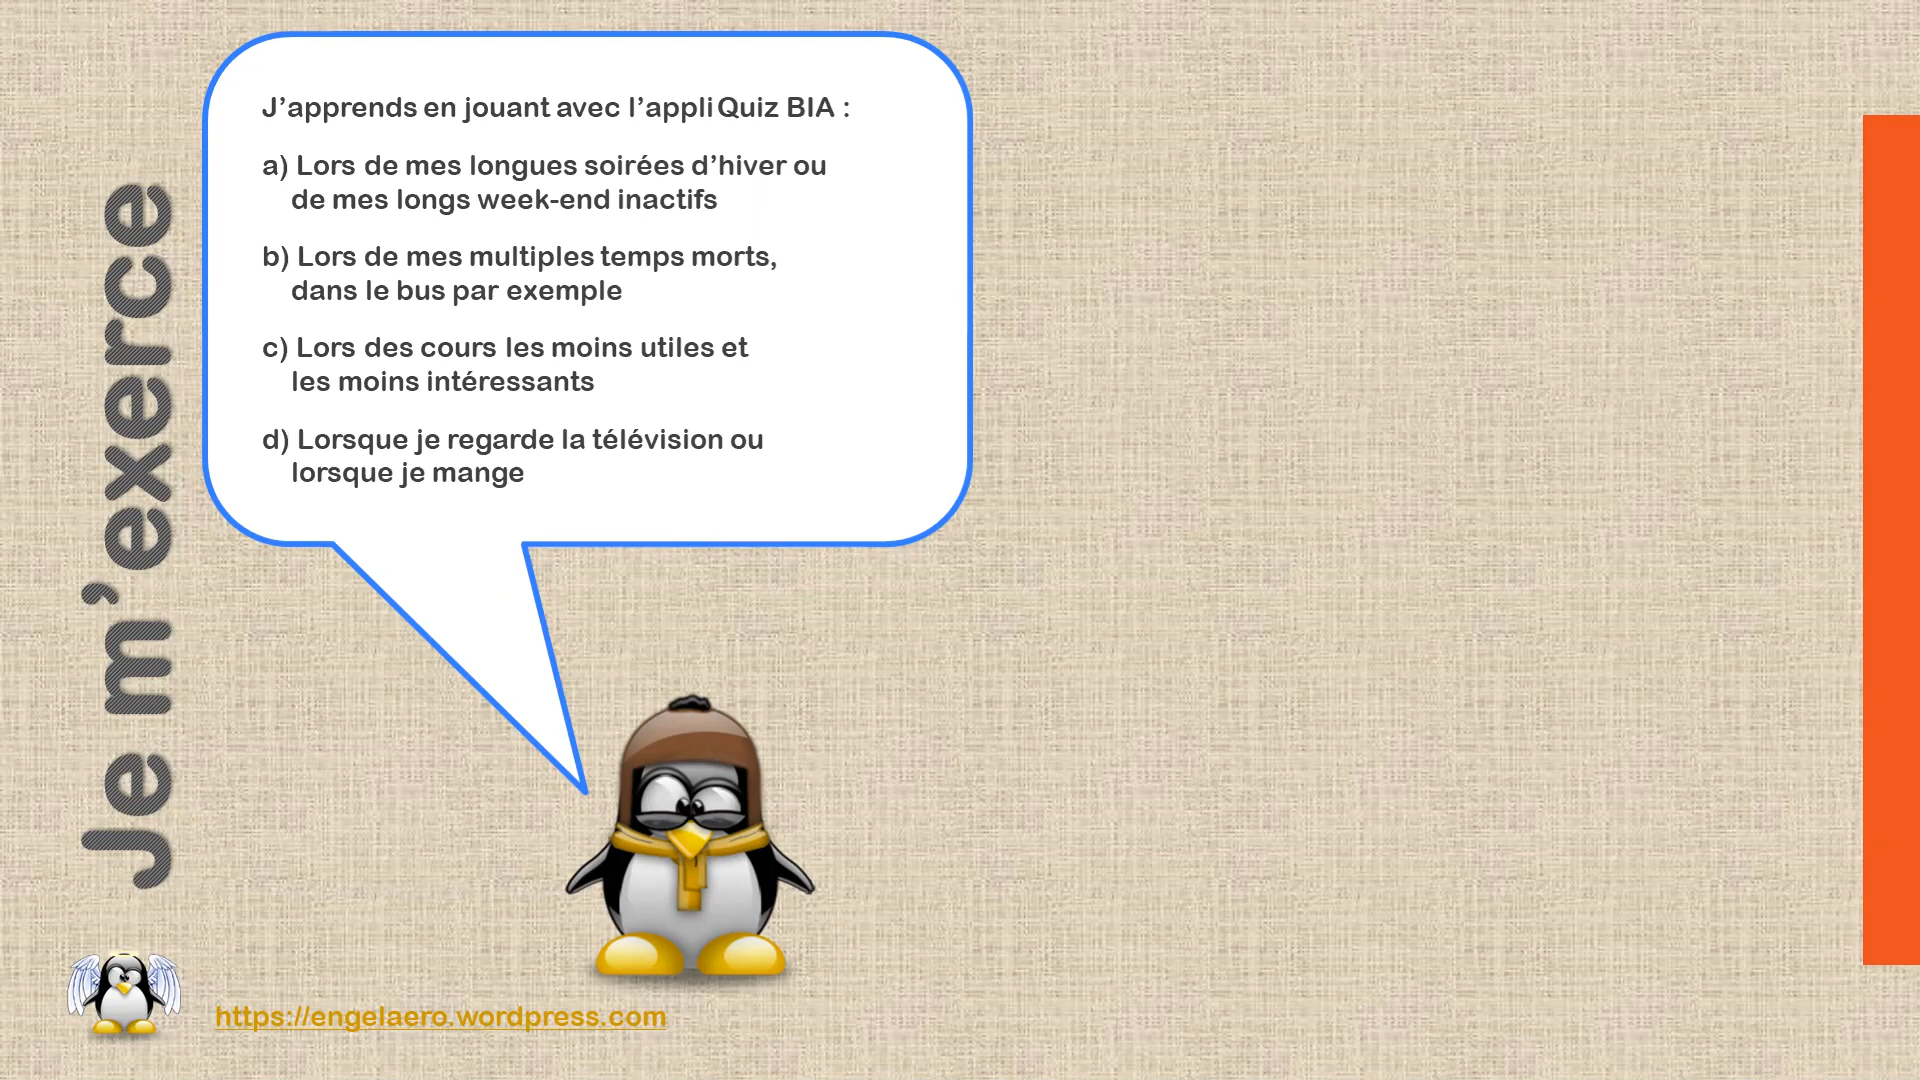 Je m’exerce
J’apprends en jouant avec l’appli Quiz BIA :
a) Lors de mes longues soirées d’hiver ou
de mes longs week-end inactifs
b) Lors de mes multiples temps morts,
dans le bus par exemple
c) Lors des cours les moins utiles et
les moins intéressants
d) Lorsque je regarde la télévision ou
lorsque je mange
https://engelaero.wordpress.com